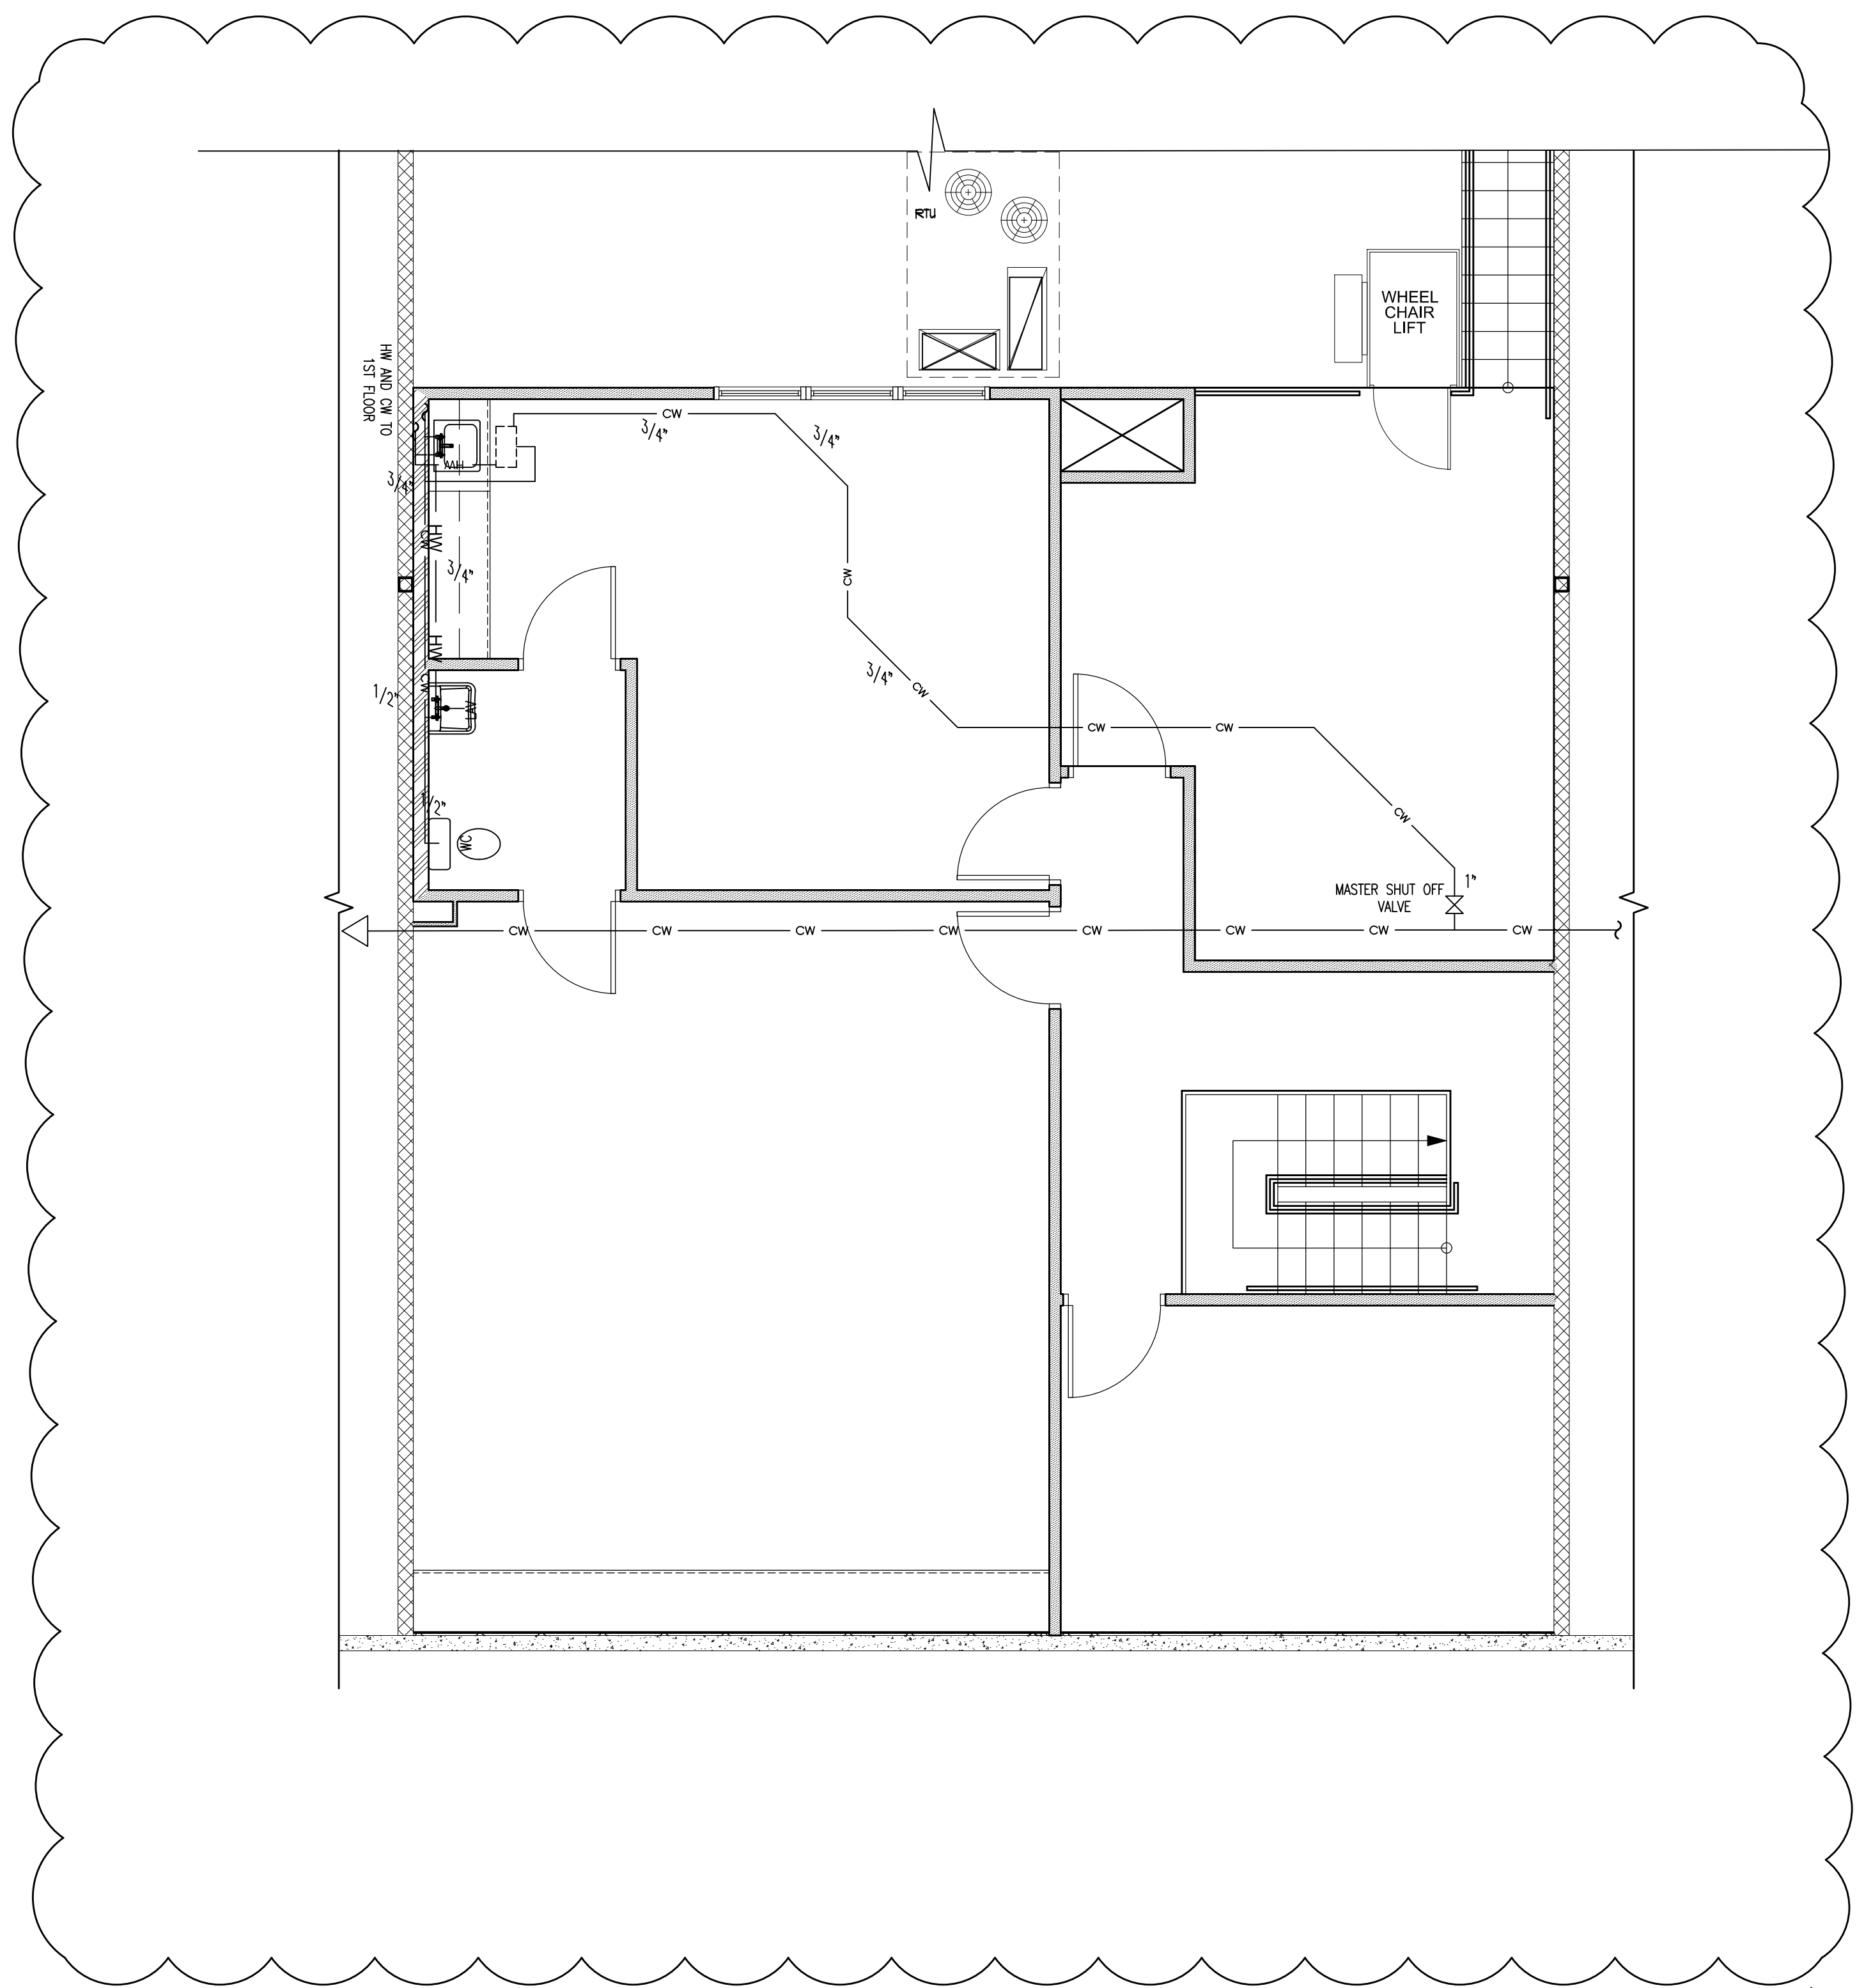 RTU
WHEEL
CHAIR
LIFT
HW AND CW TO
1ST FLOOR
CW
3/4"
3/4"
HW
3/4"
HW
CW
3/4"
CW
HW
CW
1/2"
LAV
3/4"
CW
CW
CW
1/2"
WC
CW
MASTER SHUT OFF
VALVE
1"
CW
CW
CW
CW
CW
CW
CW
CW